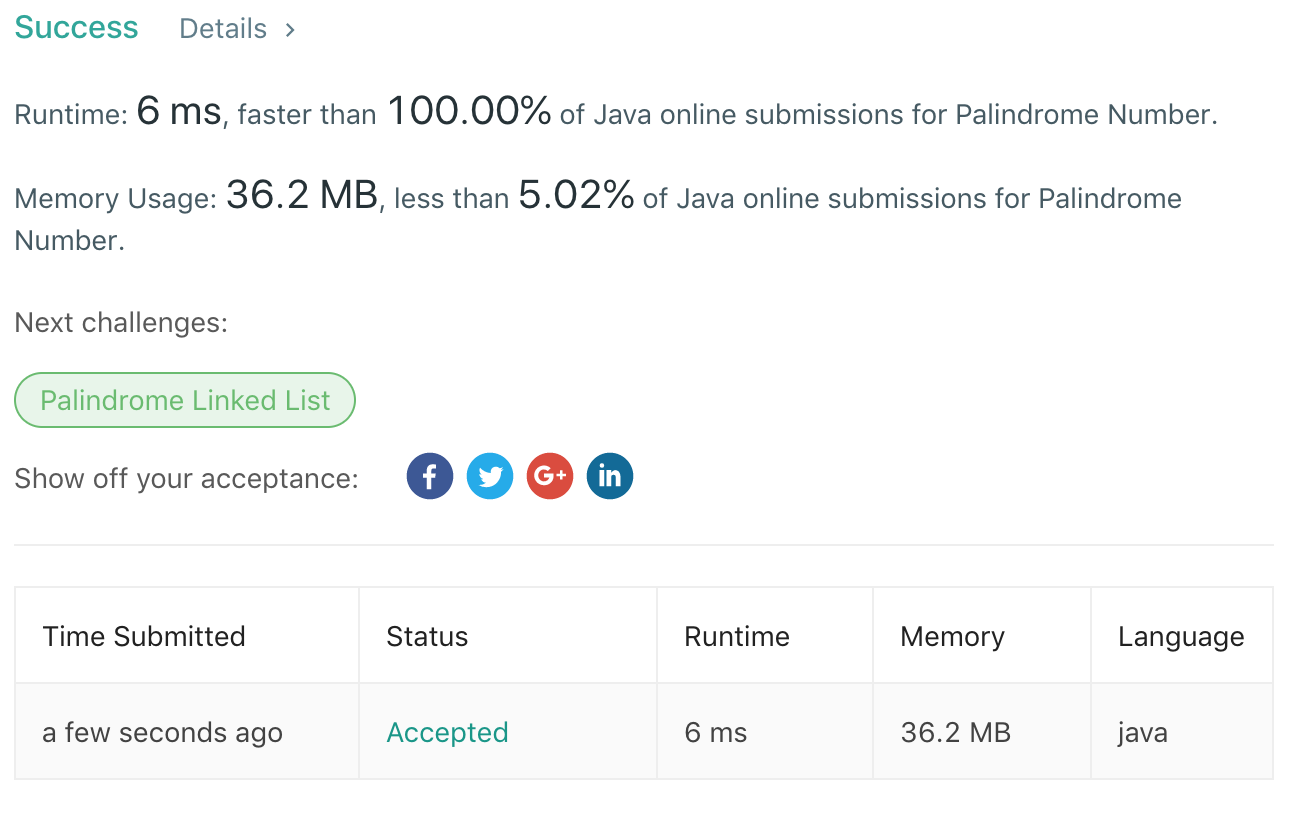 Success Details >
Runtime: 6 ms, faster than 100.00% of Java online submissions for Palindrome Number.
Memory Usage: 36.2 MB, less than 5.02% of Java online submissions for Palindrome
Number.
Next challenges:
Palindrome Linked List
Show off your acceptance: f G+ in
Time Submitted Status Runtime Memory Language
a few seconds ago Accepted 6 ms 36.2 MB java